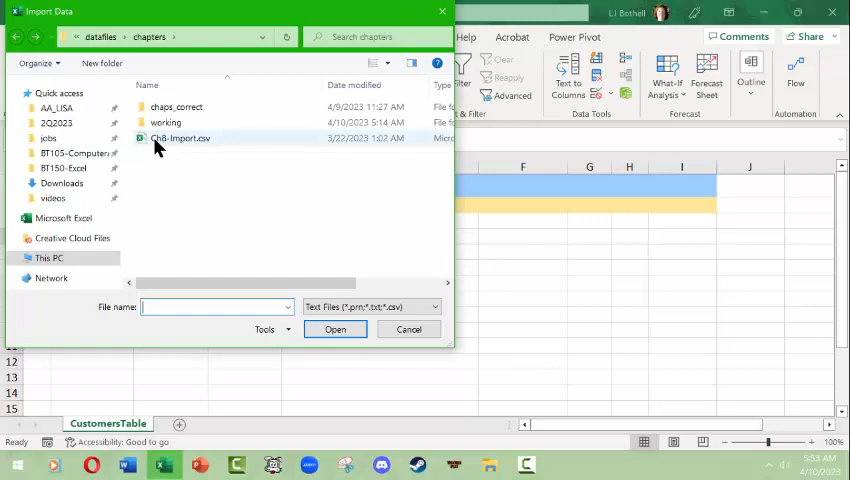 Import Data
LJ Bothell
« datafiles › chapters ›
Search chapters
Help Acrobat Power Pivot
Comments
Share
Organize
New folder
Clear
Reapply
Advanced
Text to
Columns
What-If
Analysis
Forecast
Sheet
Outline
Flow
& Filter
Data Tools
Forecast
Automation
Name
Date modified
Type
Quick access
AA_LISA
2Q2023
jobs
BT105-Computer
BT150-Excel
Downloads
videos
Microsoft Excel
Creative Cloud Files
This PC
Network
chaps_correct 4/9/2023 11:27 AM File fo
working 4/10/2023 5:14 AM File fo
Ch8-Import.csv 3/22/2023 1:02 AM Micro
F G H I J
File name:
Text Files (*.prn;*.txt;*.csv)
Tools
Open
Cancel
12
13
14
15
CustomersTable
Ready
Accessibility: Good to go
100%
5:53 AM
4/10/2023